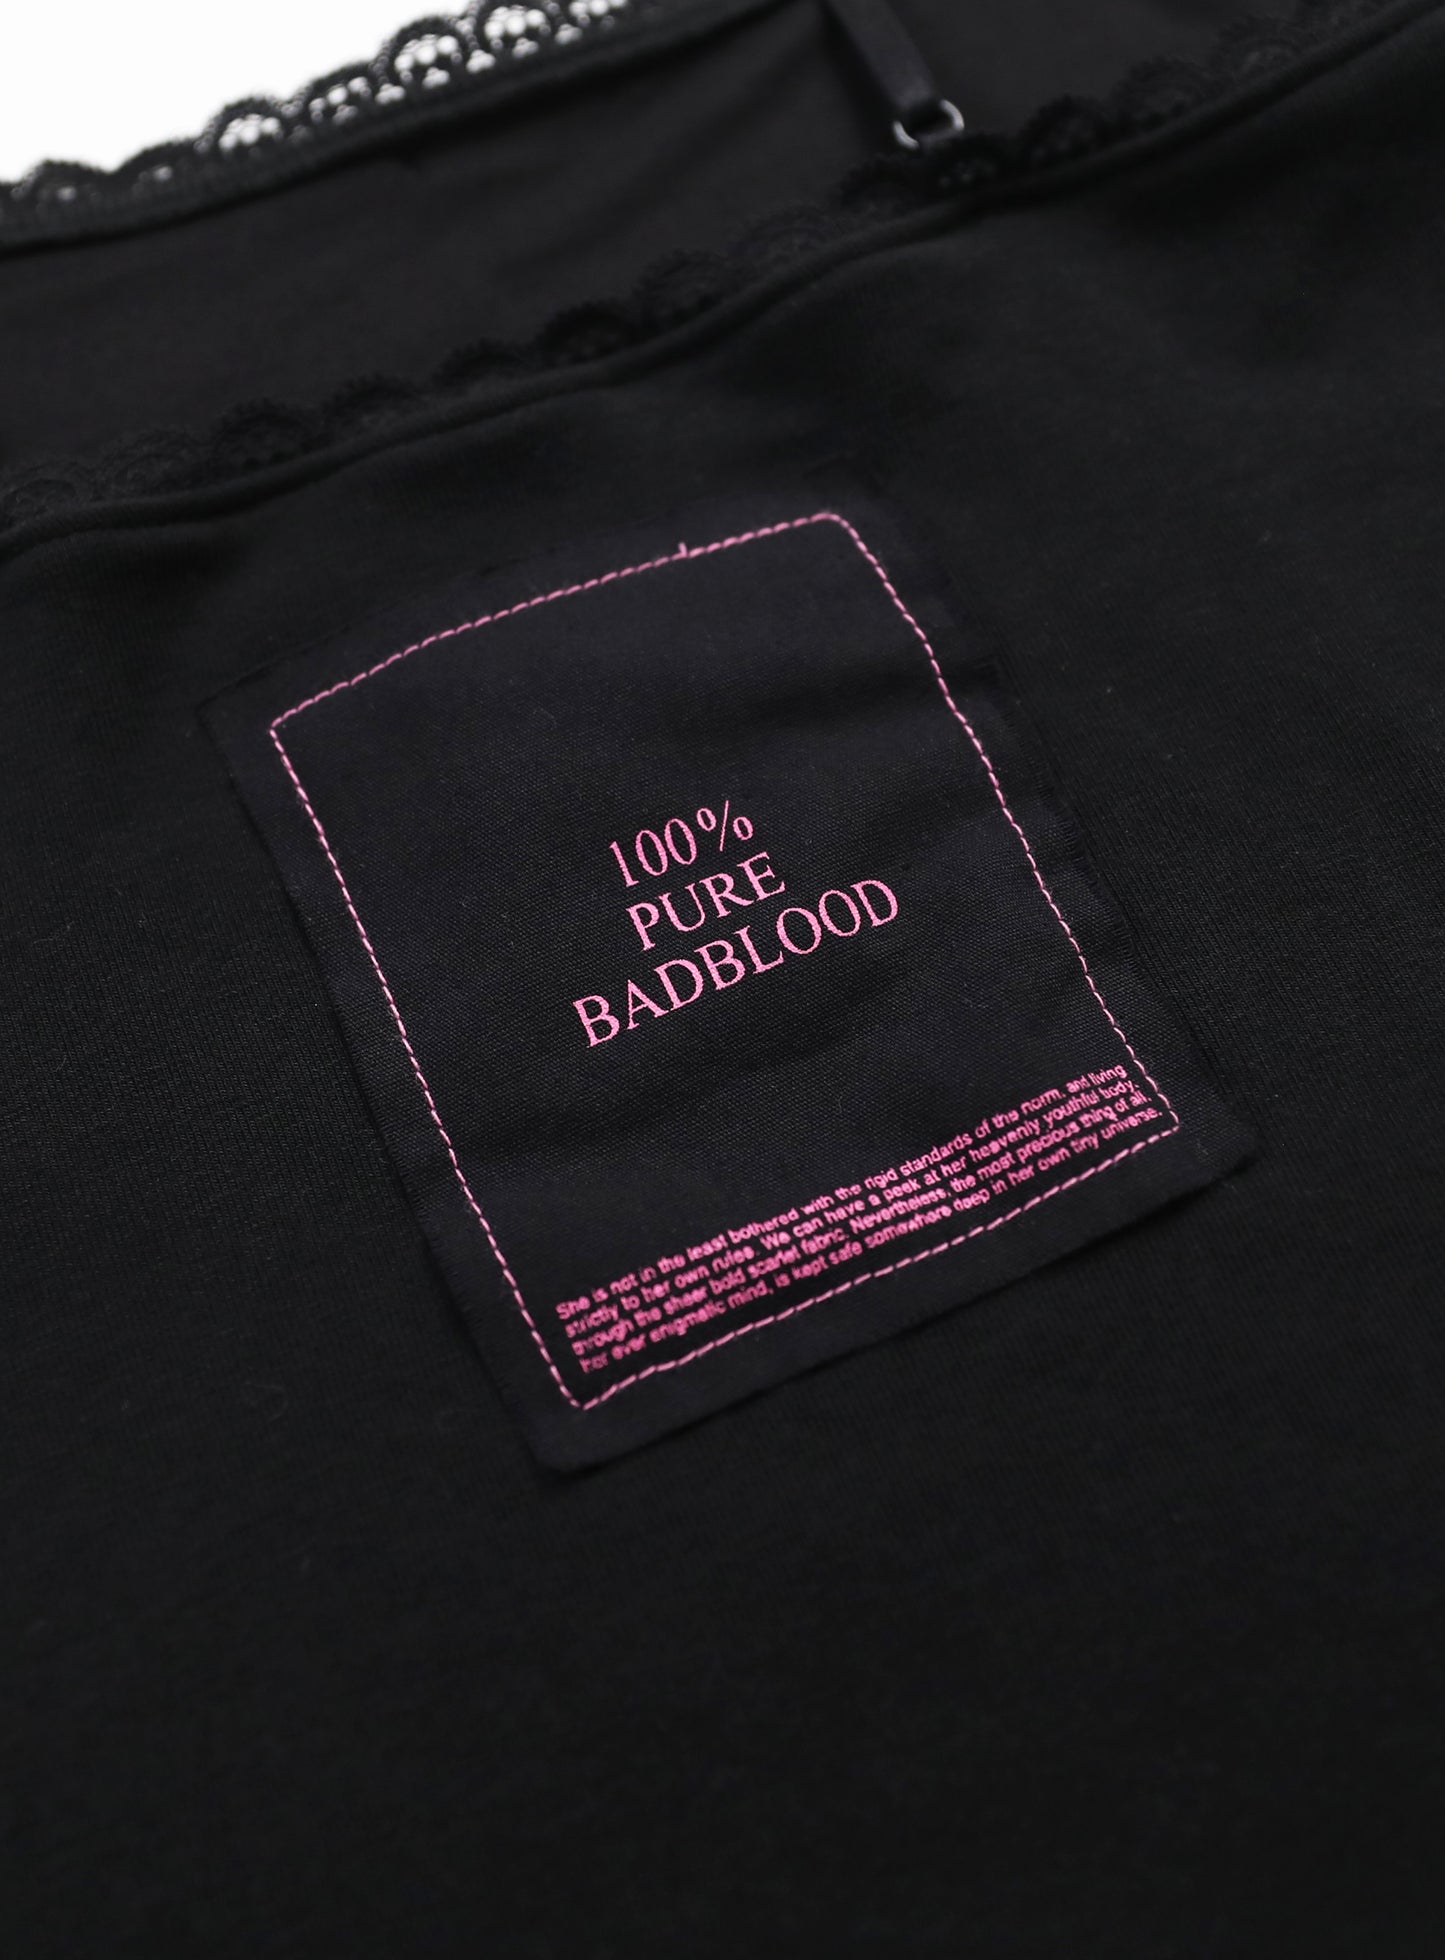 100%
PURE
BADBLOOD
She is not in the least bothered with the rigid standards of the norm, and living
strictly to her own rules. We can have a peek at her heavenly youthful body,
through the sheer bold scarlet fabric. Nevertheless, the most precious thing of all,
her ever enigmatic mind, is kept safe somewhere deep in her own tiny universe.